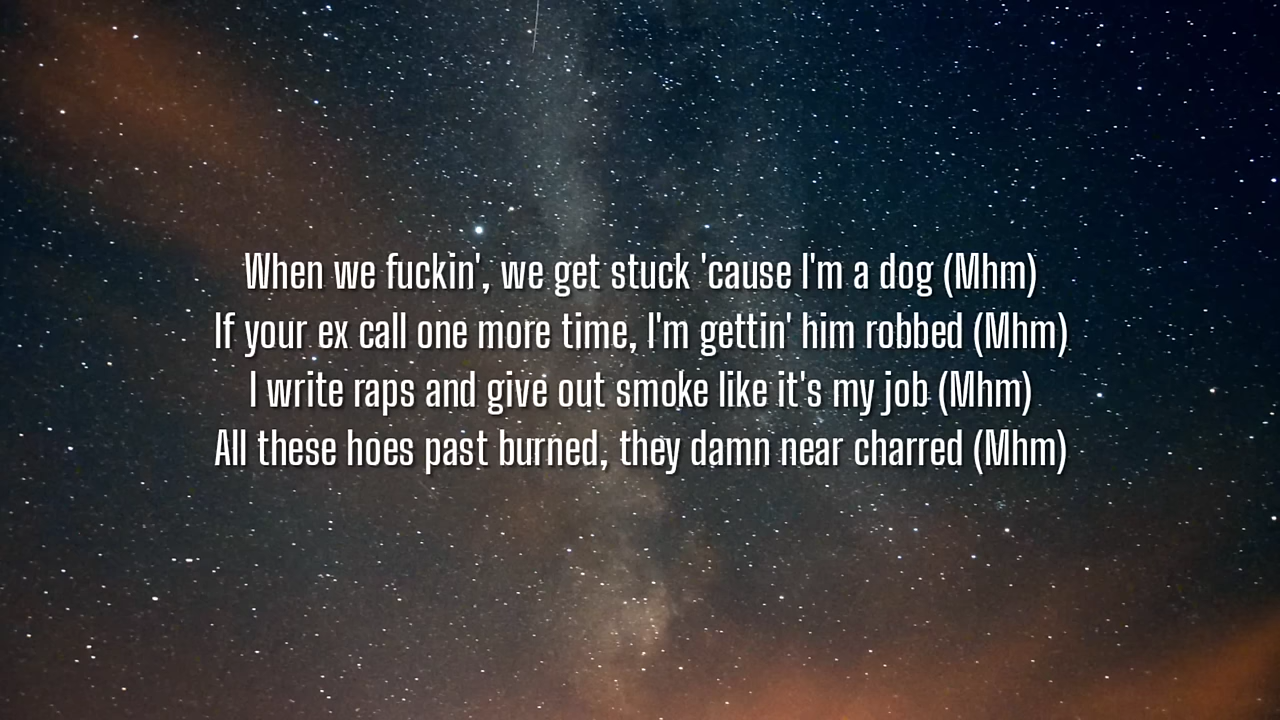 When we fuckin', we get stuck 'cause I'm a dog (Mhm)
If your ex call one more time, I'm gettin' him robbed (Mhm)
I write raps and give out smoke like it's my job (Mhm)
All these hoes past burned, they damn near charred (Mhm)